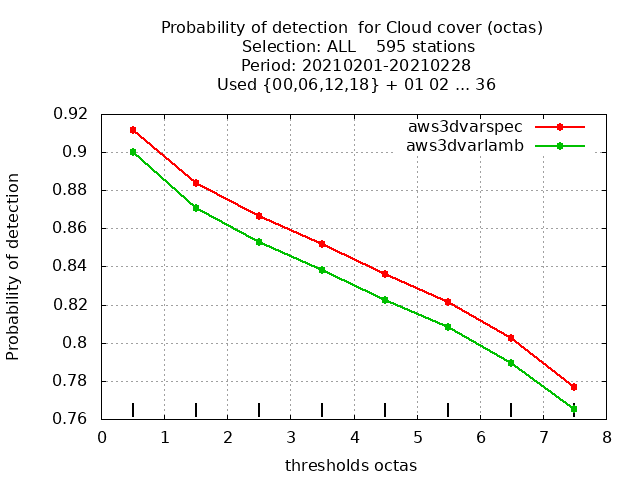 Probability of detection  for Cloud cover (octas)
Selection: ALL    595 stations
Period: 20210201-20210228
Used {00,06,12,18} + 01 02 ... 36
aws3dvarspec
aws3dvarlamb
0.92
0.9
0.88
0.86
0.84
0.82
0.8
0.78
0.76
Probability of detection
0 1 2 3 4 5 6 7 8
thresholds octas